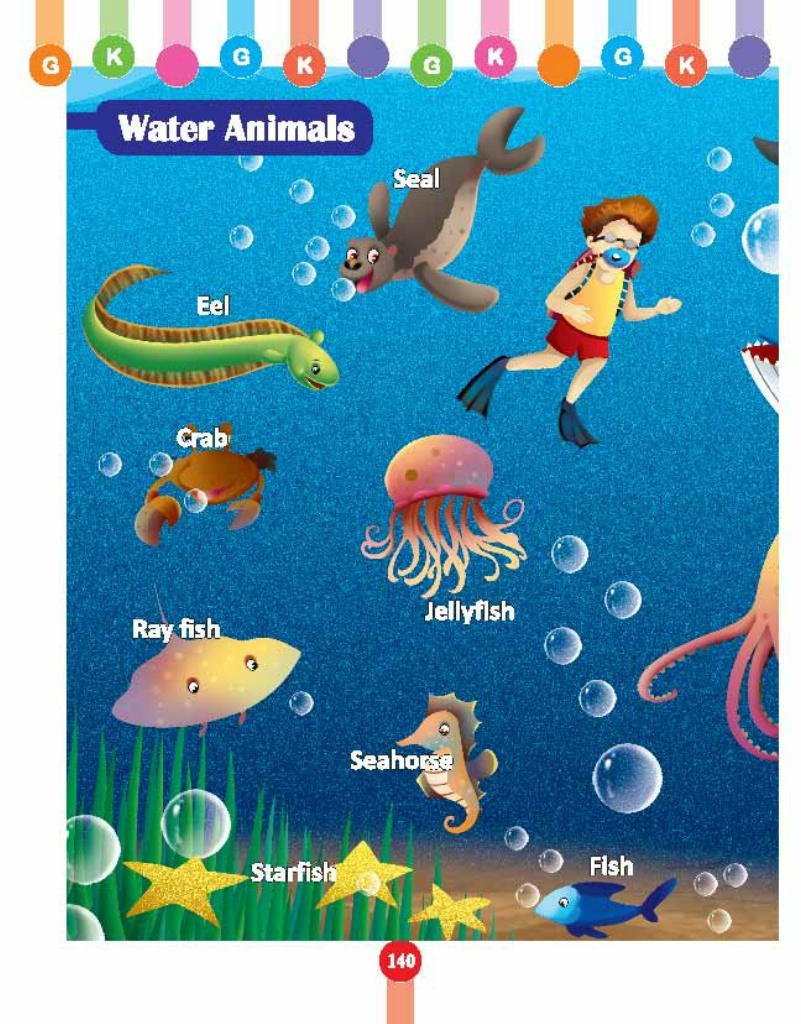 G K G K G K G K
Water Animals
Seal
Eel
Crab
Jellyfish
Ray fish
Seahorse
Starfish
Fish
140